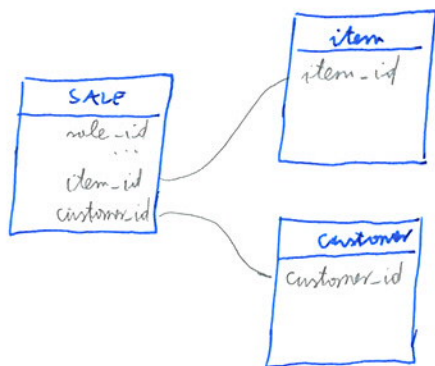 SALE
sale_id
...
item_id
customer_id
item
item_id
customer
customer_id